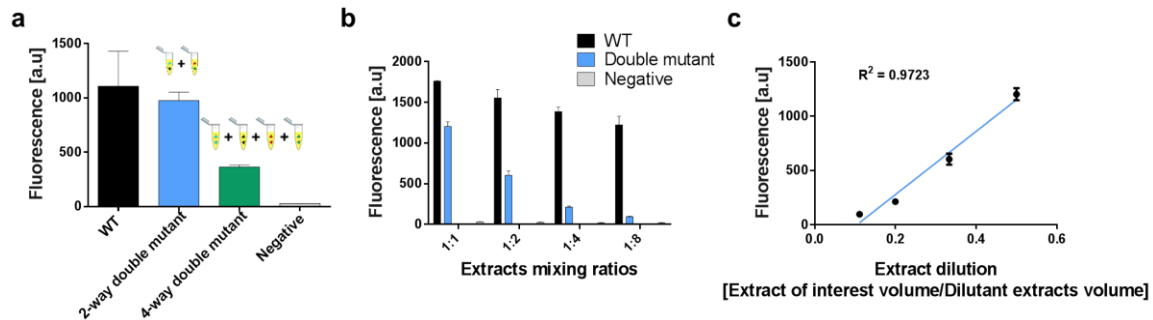 a
Fluorescence [a.u]
1500
1000
500
0
+
+ + +
WT
2-way double mutant
4-way double mutant
Negative
b
WT
Double mutant
Negative
Fluorescence [a.u]
2000
1500
1000
500
0
1:1 1:2 1:4 1:8
Extracts mixing ratios
c
Fluorescence [a.u]
1500
1000
500
0
R² = 0.9723
0.0 0.2 0.4 0.6
Extract dilution
[Extract of interest volume/Dilutant extracts volume]